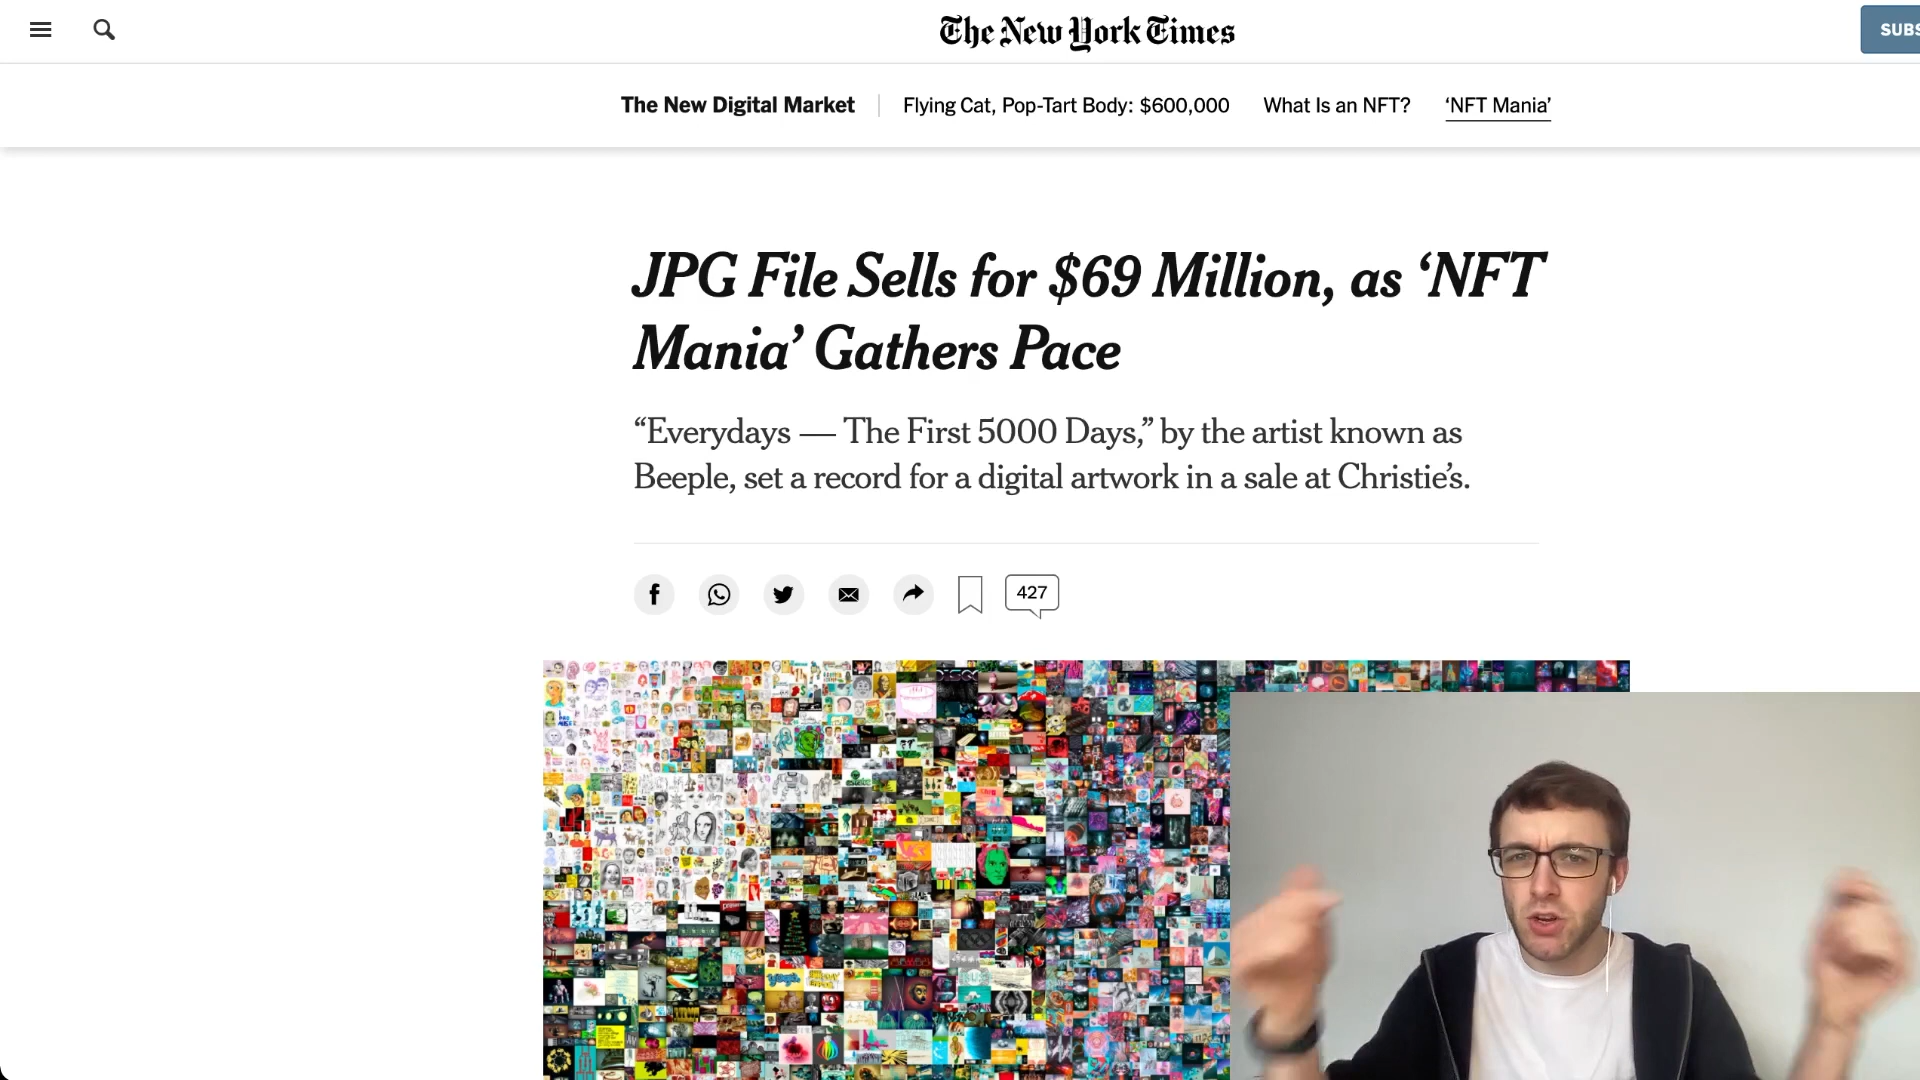 The New York Times
SUBS
The New Digital Market
Flying Cat, Pop-Tart Body: $600,000
What Is an NFT?
‘NFT Mania’
JPG File Sells for $69 Million, as ‘NFT
Mania’ Gathers Pace
“Everydays — The First 5000 Days,” by the artist known as
Beeple, set a record for a digital artwork in a sale at Christie’s.
427